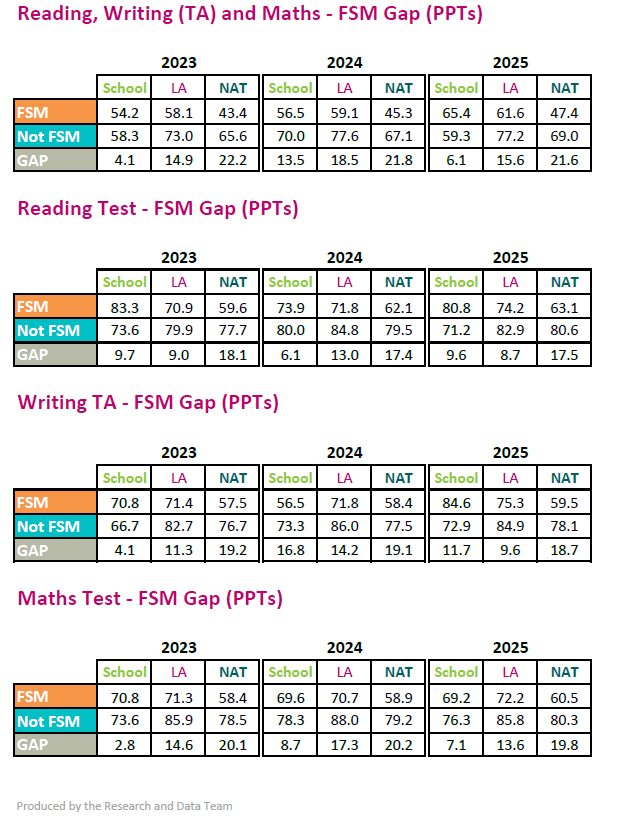 Reading, Writing (TA) and Maths - FSM Gap (PPTs)
2023 2024 2025
School LA NAT School LA NAT School LA NAT
FSM 54.2 58.1 43.4 56.5 59.1 45.3 65.4 61.6 47.4
Not FSM 58.3 73.0 65.6 70.0 77.6 67.1 59.3 77.2 69.0
GAP 4.1 14.9 22.2 13.5 18.5 21.8 6.1 15.6 21.6
Reading Test - FSM Gap (PPTs)
2023 2024 2025
School LA NAT School LA NAT School LA NAT
FSM 83.3 70.9 59.6 73.9 71.8 62.1 80.8 74.2 63.1
Not FSM 73.6 79.9 77.7 80.0 84.8 79.5 71.2 82.9 80.6
GAP 9.7 9.0 18.1 6.1 13.0 17.4 9.6 8.7 17.5
Writing TA - FSM Gap (PPTs)
2023 2024 2025
School LA NAT School LA NAT School LA NAT
FSM 70.8 71.4 57.5 56.5 71.8 58.4 84.6 75.3 59.5
Not FSM 66.7 82.7 76.7 73.3 86.0 77.5 72.9 84.9 78.1
GAP 4.1 11.3 19.2 16.8 14.2 19.1 11.7 9.6 18.7
Maths Test - FSM Gap (PPTs)
2023 2024 2025
School LA NAT School LA NAT School LA NAT
FSM 70.8 71.3 58.4 69.6 70.7 58.9 69.2 72.2 60.5
Not FSM 73.6 85.9 78.5 78.3 88.0 79.2 76.3 85.8 80.3
GAP 2.8 14.6 20.1 8.7 17.3 20.2 7.1 13.6 19.8
Produced by the Research and Data Team